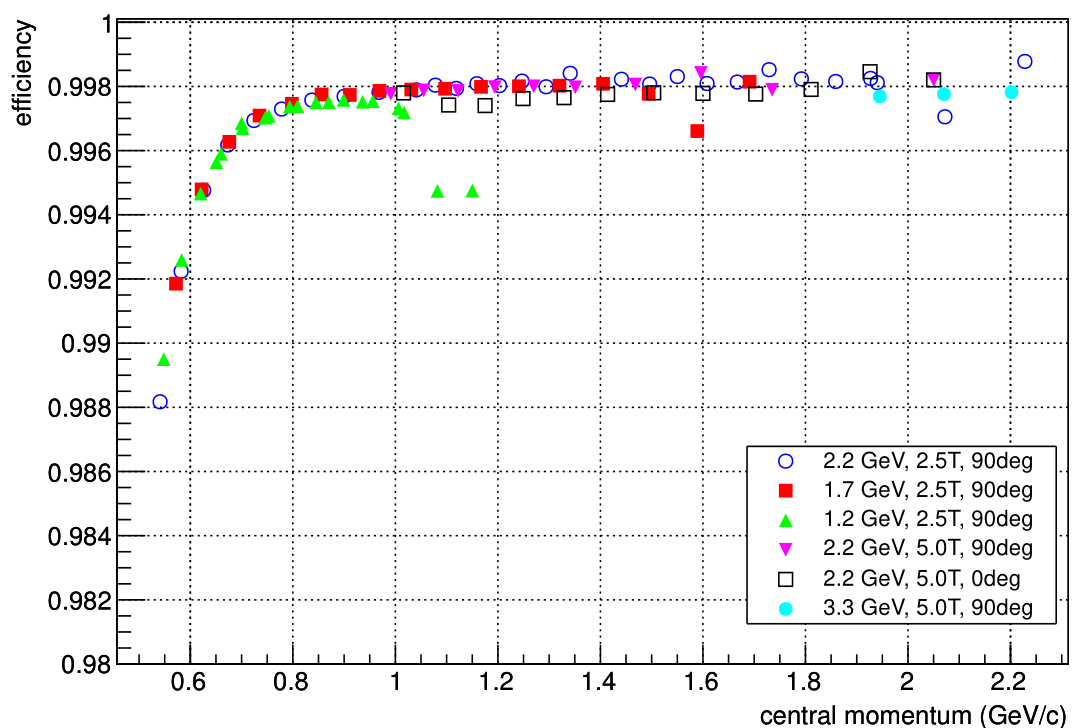 efficiency
1
0.998
0.996
0.994
0.992
0.99
0.988
0.986
0.984
0.982
0.98
2.2 GeV, 2.5T, 90deg
1.7 GeV, 2.5T, 90deg
1.2 GeV, 2.5T, 90deg
2.2 GeV, 5.0T, 90deg
2.2 GeV, 5.0T, 0deg
3.3 GeV, 5.0T, 90deg
0.6 0.8 1 1.2 1.4 1.6 1.8 2 2.2
central momentum (GeV/c)